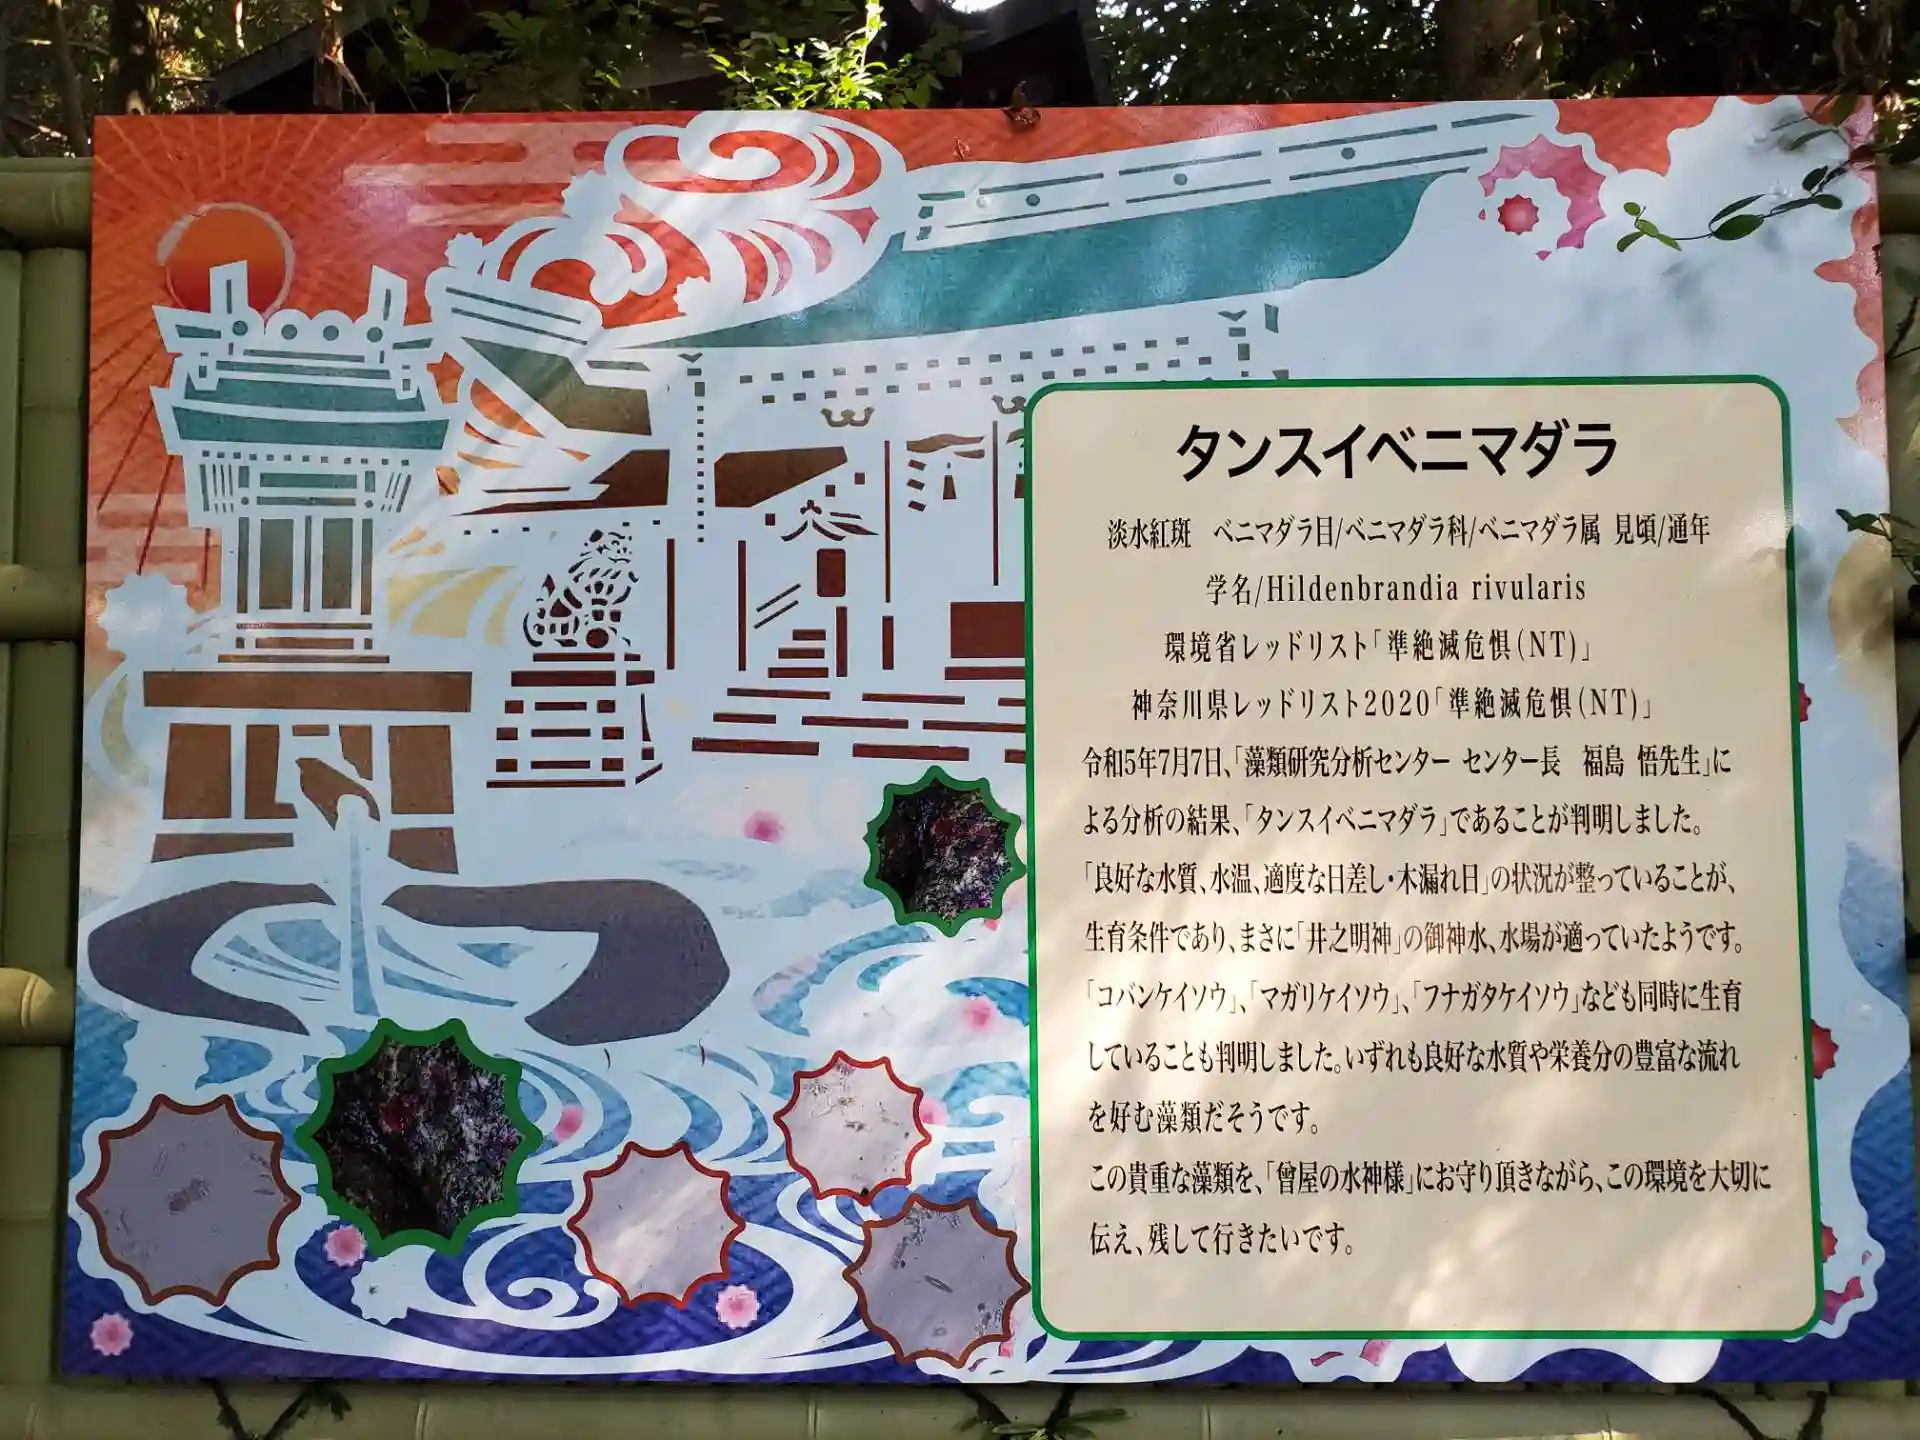 タンスイベニマダラ
淡水紅斑 ベニマダラ目/ベニマダラ科/ベニマダラ属 見頃/通年
学名/Hildenbrandia rivularis
環境省レッドリスト「準絶滅危惧(NT)」
神奈川県レッドリスト2020「準絶滅危惧(NT)」
令和5年7月7日、「藻類研究分析センター センター長 福島 悟先生」に
よる分析の結果、「タンスイベニマダラ」であることが判明しました。
「良好な水質、水温、適度な日差し・木漏れ日」の状況が整っていることが、
生育条件であり、まさに「井之明神」の御神水、水場が適っていたようです。
「コバンケイソウ」、「マガリケイソウ」、「フナガタケイソウ」なども同時に生育
していることも判明しました。いずれも良好な水質や栄養分の豊富な流れ
を好む藻類だそうです。
この貴重な藻類を、「曾屋の水神様」にお守り頂きながら、この環境を大切に
伝え、残して行きたいです。